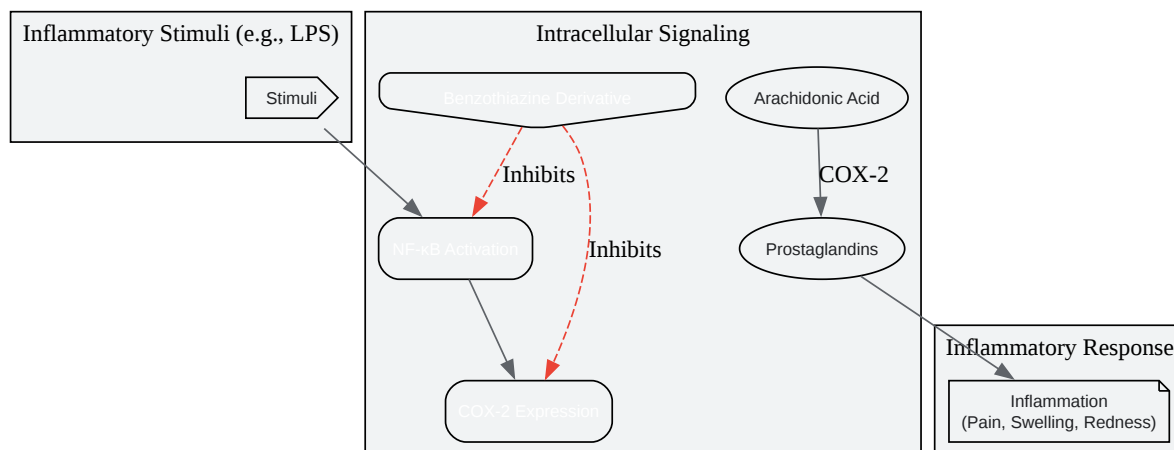 Inflammatory Stimuli (e.g., LPS)
Stimuli
Intracellular Signaling
Benzothiazine Derivative
Arachidonic Acid
Inhibits
COX-2
NF-κB Activation
Inhibits
Prostaglandins
COX-2 Expression
Inflammatory Response
Inflammation
(Pain, Swelling, Redness)